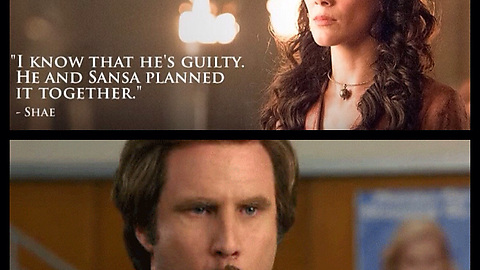 "I know that he's guilty.
He and Sansa planned
it together."
- Shae